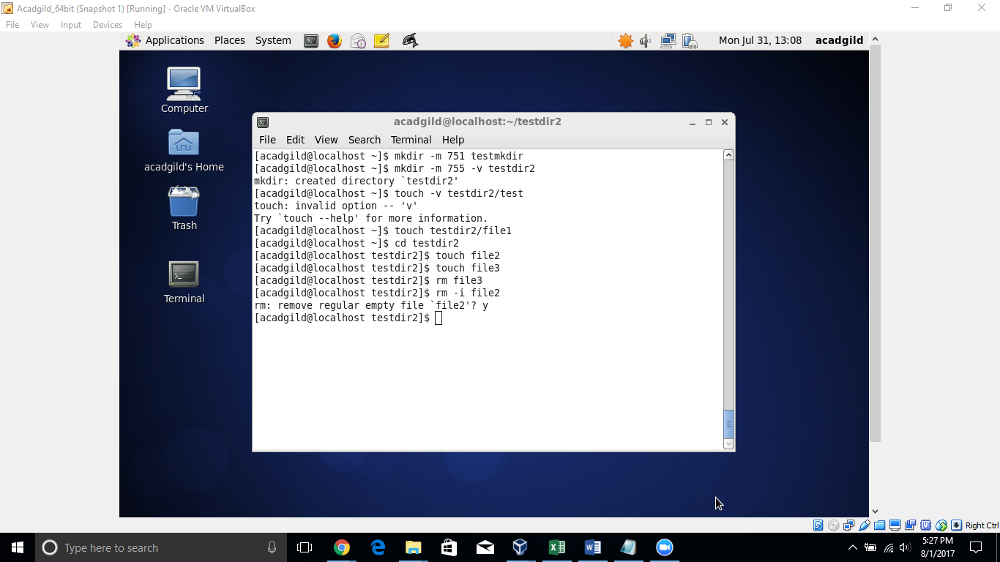 Acadgild_64bit (Snapshot 1) [Running] - Oracle VM VirtualBox
File View Input Devices Help
Applications Places System Mon Jul 31, 13:08 acadgild
Computer
acadgild's Home
Trash
Terminal
acadgild@localhost:~/testdir2
File Edit View Search Terminal Help
[acadgild@localhost ~]$ mkdir -m 751 testmkdir
[acadgild@localhost ~]$ mkdir -m 755 -v testdir2
mkdir: created directory `testdir2'
[acadgild@localhost ~]$ touch -v testdir2/test
touch: invalid option -- 'v'
Try `touch --help' for more information.
[acadgild@localhost ~]$ touch testdir2/file1
[acadgild@localhost ~]$ cd testdir2
[acadgild@localhost testdir2]$ touch file2
[acadgild@localhost testdir2]$ touch file3
[acadgild@localhost testdir2]$ rm file3
[acadgild@localhost testdir2]$ rm -i file2
rm: remove regular empty file `file2'? y
[acadgild@localhost testdir2]$
Right Ctrl
Type here to search
5:27 PM
8/1/2017